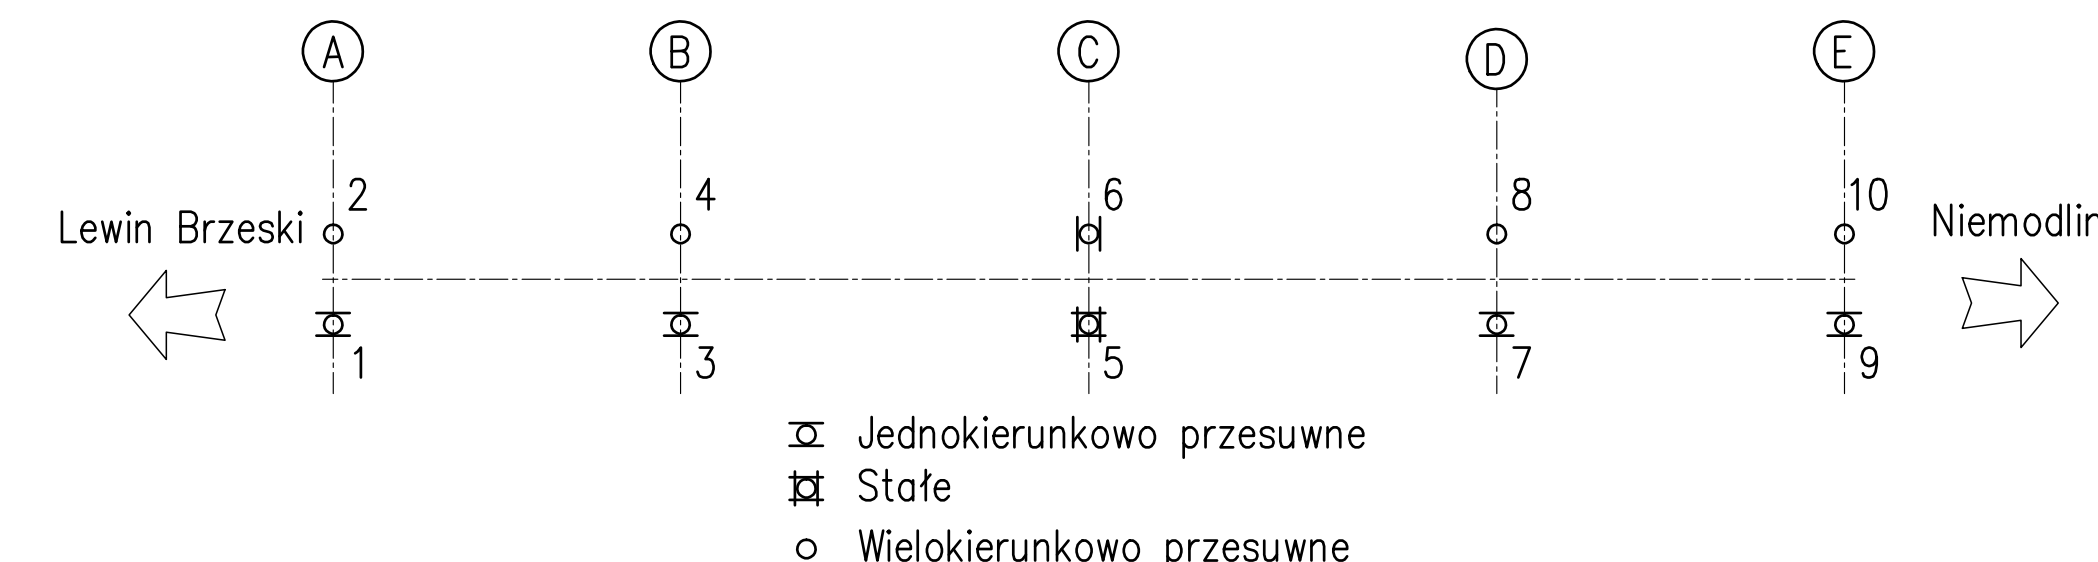 A B C D E
2 4 6 8 10
Lewin Brzeski
Niemodlin
1 3 5 7 9
Jednokierunkowo przesuwne
Stałe
Wielokierunkowo przesuwne